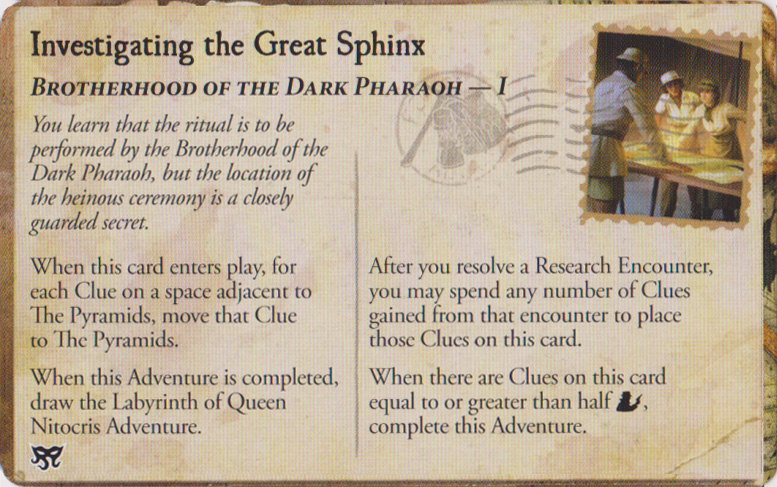 Investigating the Great Sphinx
BROTHERHOOD OF THE DARK PHARAOH — I
You learn that the ritual is to be
performed by the Brotherhood of the
Dark Pharaoh, but the location of
the heinous ceremony is a closely
guarded secret.
When this card enters play, for
each Clue on a space adjacent to
The Pyramids, move that Clue
to The Pyramids.
When this Adventure is completed,
draw the Labyrinth of Queen
Nitocris Adventure.
After you resolve a Research Encounter,
you may spend any number of Clues
gained from that encounter to place
those Clues on this card.
When there are Clues on this card
equal to or greater than half ,
complete this Adventure.